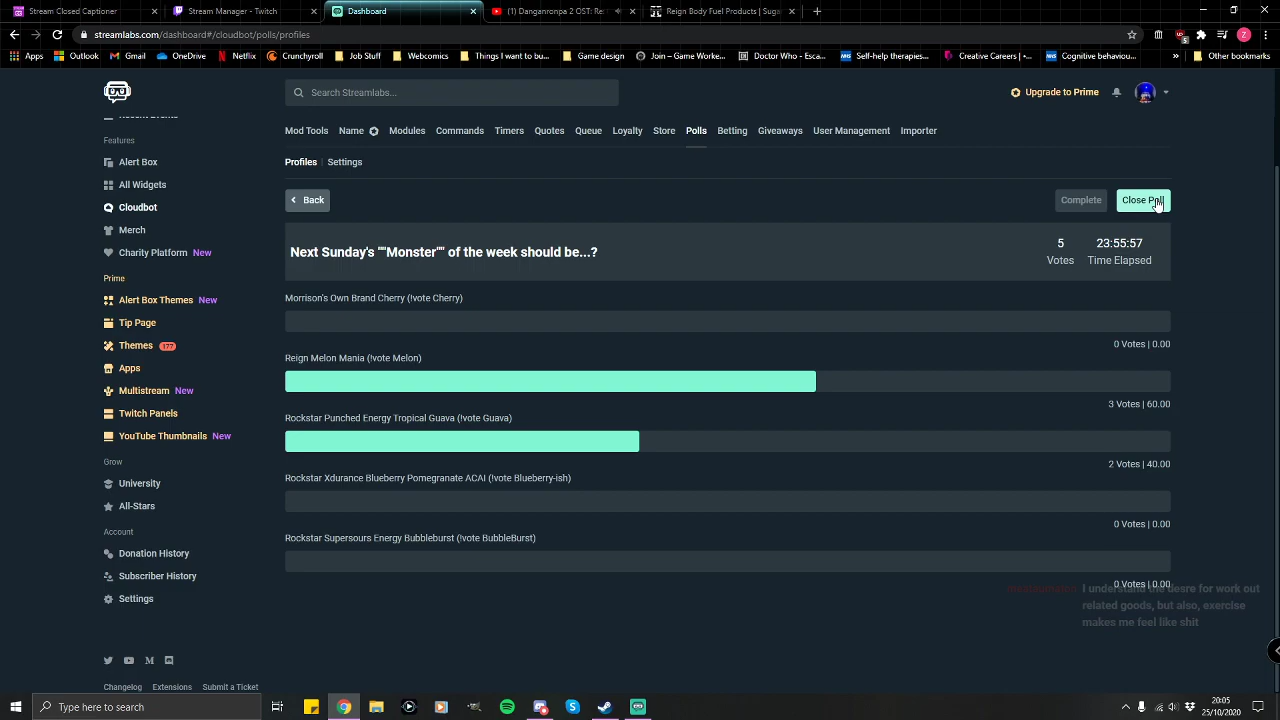 Stream Labs
Stream Manager - Twitch
Dashboard
(1) Danganronpa 2 OST: Re
Reign Body Fuel Products | Suga
streamlabs.com/dashboard#/cloudbot/polls/profiles
Apps
Outlook
Gmail
OneDrive
Netflix
Crunchyroll
Job Stuff
Webcomics
Things I want to bu...
Game design
Join — Game Worke...
Doctor Who - Esca...
Self-help therapies...
Creative Careers | •...
Cognitive behaviou...
Other bookmarks
Search Streamlabs...
Upgrade to Prime
Recent Events
Features
Alert Box
All Widgets
Cloudbot
Merch
Charity Platform New
Prime
Alert Box Themes New
Tip Page
Themes 177
Apps
Multistream New
Twitch Panels
YouTube Thumbnails New
Grow
University
All-Stars
Account
Donation History
Subscriber History
Settings
Changelog Extensions Submit a Ticket
Mod Tools Name Modules Commands Timers Quotes Queue Loyalty Store Polls Betting Giveaways User Management Importer
Profiles | Settings
Back
Complete
Close Poll
Next Sunday's ""Monster"" of the week should be...?
5
Votes
23:55:57
Time Elapsed
Morrison's Own Brand Cherry (!vote Cherry)
0 Votes | 0.00
Reign Melon Mania (!vote Melon)
3 Votes | 60.00
Rockstar Punched Energy Tropical Guava (!vote Guava)
2 Votes | 40.00
Rockstar Xdurance Blueberry Pomegranate ACAI (!vote Blueberry-ish)
0 Votes | 0.00
Rockstar Supersours Energy Bubbleburst (!vote BubbleBurst)
0 Votes | 0.00
I understand the desre for work out
related goods, but also, exercise
makes me feel like shit
Type here to search
20:05
25/10/2020